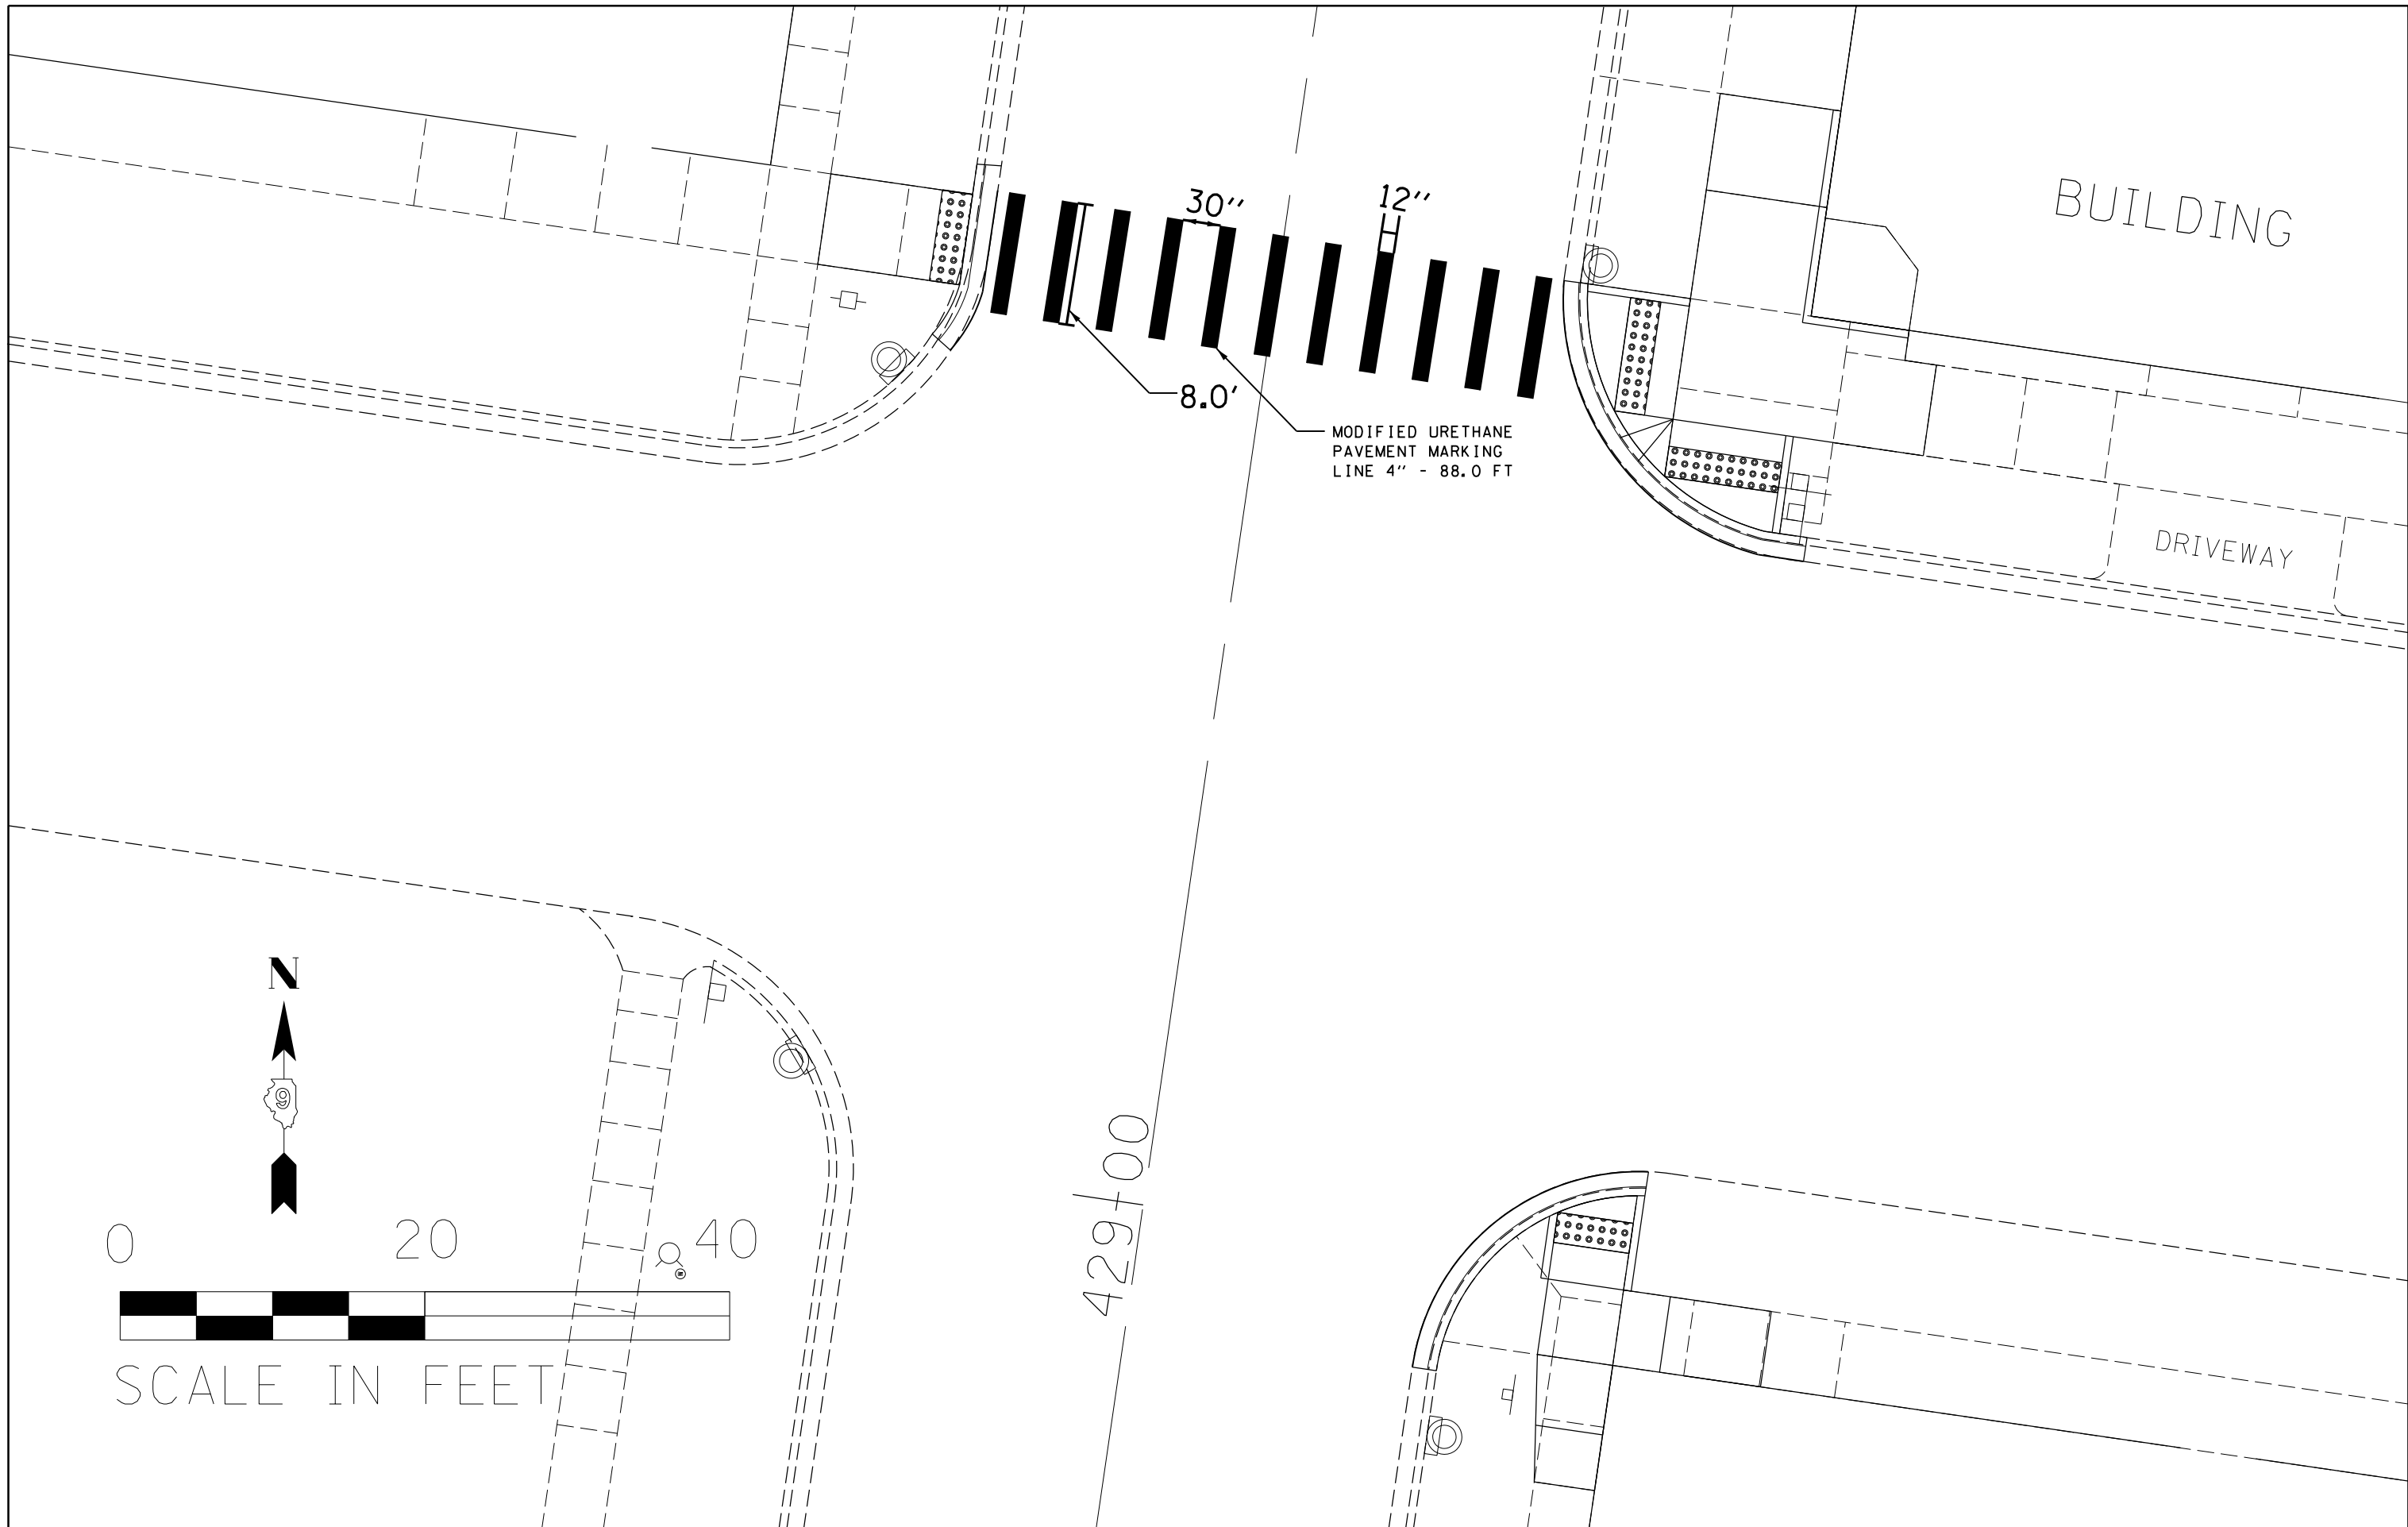 BUILDING
30''
12''
8.0'
MODIFIED URETHANE
PAVEMENT MARKING
LINE 4'' - 88.0 FT
DRIVEWAY
N
9
429+00
0 20 40
SCALE IN FEET